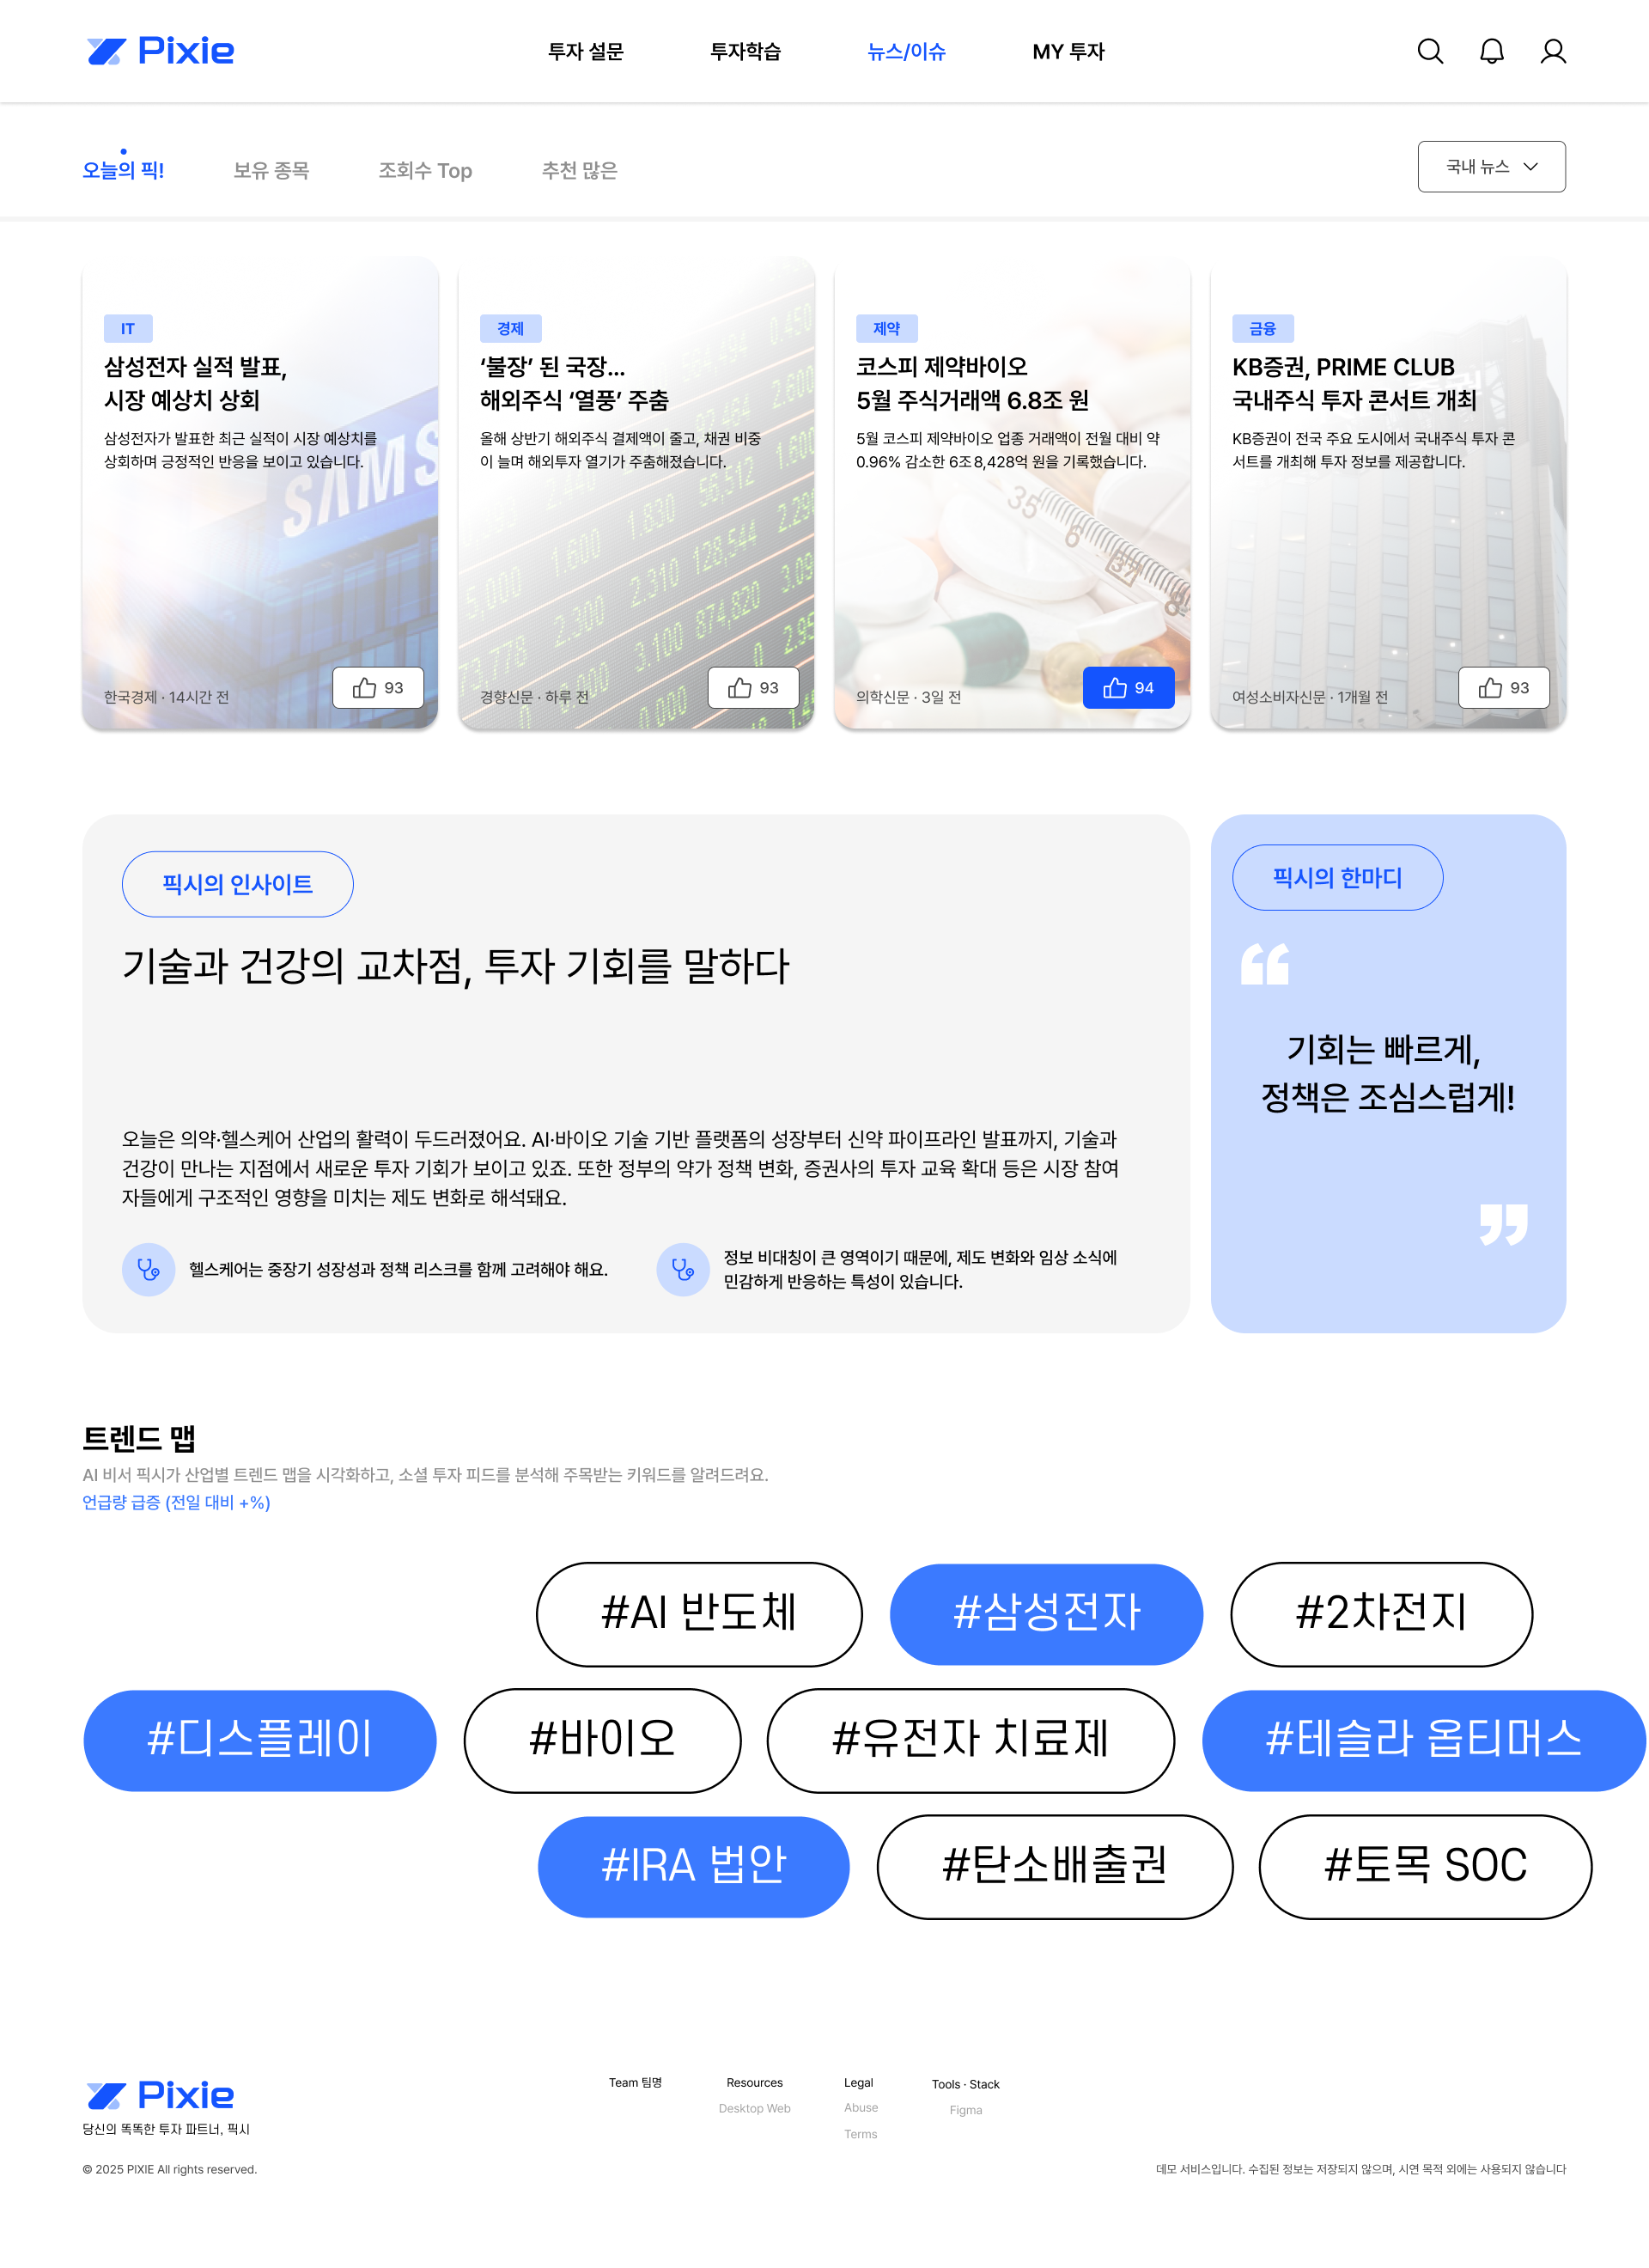 Pixie
투자 설문
투자학습
뉴스/이슈
MY 투자
오늘의 픽!
보유 종목
조회수 Top
추천 많은
국내 뉴스
IT
삼성전자 실적 발표,
시장 예상치 상회
삼성전자가 발표한 최근 실적이 시장 예상치를
상회하며 긍정적인 반응을 보이고 있습니다.
SAMS
한국경제 · 14시간 전
93
경제
‘불장’ 된 국장...
해외주식 ‘열풍’ 주춤
올해 상반기 해외주식 결제액이 줄고, 채권 비중
이 늘며 해외투자 열기가 주춤해졌습니다.
0.450
564,494
2.600
2.440
56,512
1.600
1.830
128,544
5,000
2.310
874,820
2.300
3.100
73,778
0,000
경향신문 · 하루 전
93
제약
코스피 제약바이오
5월 주식거래액 6.8조 원
5월 코스피 제약바이오 업종 거래액이 전월 대비 약
0.96% 감소한 6조 8,428억 원을 기록했습니다.
35
6
37
8
의학신문 · 3일 전
94
금융
KB증권, PRIME CLUB
국내주식 투자 콘서트 개최
KB증권이 전국 주요 도시에서 국내주식 투자 콘
서트를 개최해 투자 정보를 제공합니다.
여성소비자신문 · 1개월 전
93
픽시의 인사이트
기술과 건강의 교차점, 투자 기회를 말하다
오늘은 의약·헬스케어 산업의 활력이 두드러졌어요. AI·바이오 기술 기반 플랫폼의 성장부터 신약 파이프라인 발표까지, 기술과
건강이 만나는 지점에서 새로운 투자 기회가 보이고 있죠. 또한 정부의 약가 정책 변화, 증권사의 투자 교육 확대 등은 시장 참여
자들에게 구조적인 영향을 미치는 제도 변화로 해석돼요.
헬스케어는 중장기 성장성과 정책 리스크를 함께 고려해야 해요.
정보 비대칭이 큰 영역이기 때문에, 제도 변화와 임상 소식에
민감하게 반응하는 특성이 있습니다.
픽시의 한마디
“
기회는 빠르게,
정책은 조심스럽게!
”
트렌드 맵
AI 비서 픽시가 산업별 트렌드 맵을 시각화하고, 소셜 투자 피드를 분석해 주목받는 키워드를 알려드려요.
언급량 급증 (전일 대비 +%)
#AI 반도체
#삼성전자
#2차전지
#디스플레이
#바이오
#유전자 치료제
#테슬라 옵티머스
#IRA 법안
#탄소배출권
#토목 SOC
Pixie
당신의 똑똑한 투자 파트너, 픽시
© 2025 PIXIE All rights reserved.
Team 팀명
Resources
Desktop Web
Legal
Abuse
Terms
Tools · Stack
Figma
데모 서비스입니다. 수집된 정보는 저장되지 않으며, 시연 목적 외에는 사용되지 않습니다